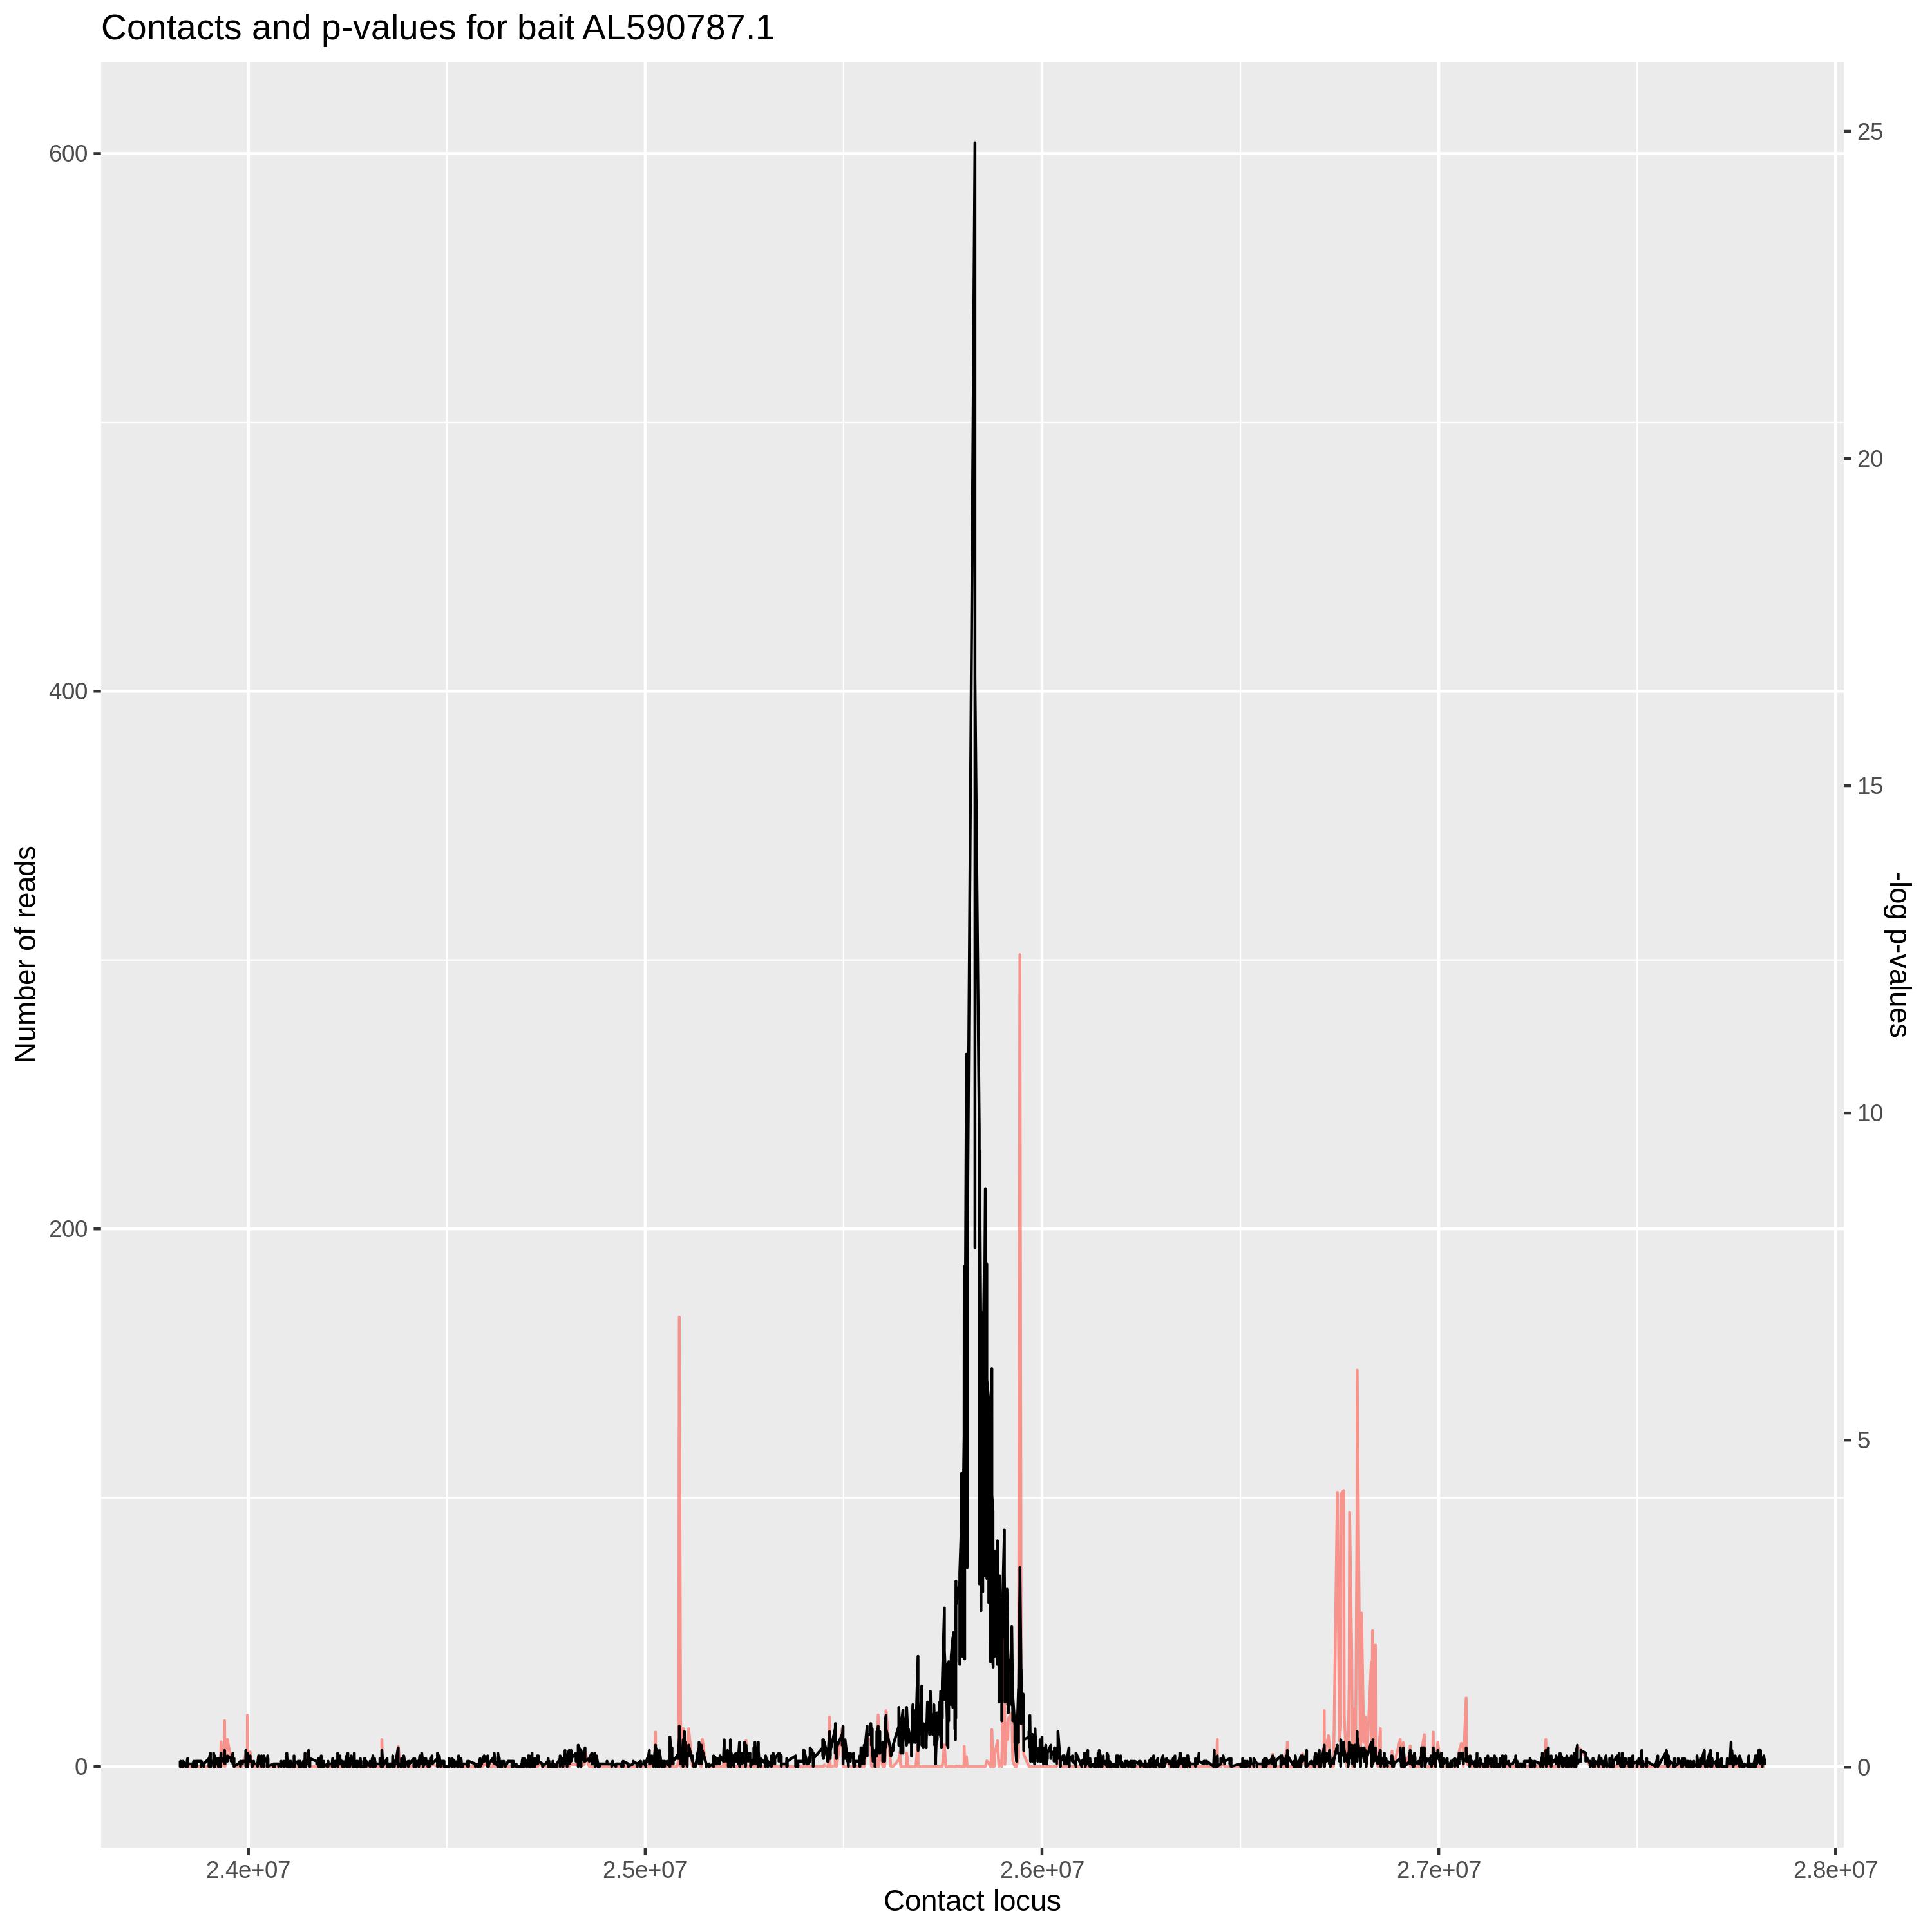 Contacts and p-values for bait AL590787.1
600
400
200
0
Number of reads
25
20
15
10
5
0
-log p-values
2.4e+07 2.5e+07 2.6e+07 2.7e+07 2.8e+07
Contact locus